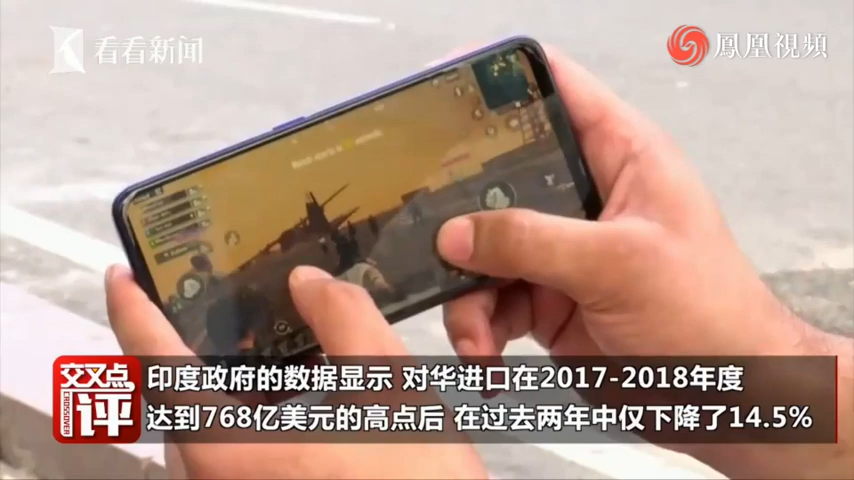 看看新闻
鳳凰視頻
交叉点
评
CROSSOVER
印度政府的数据显示 对华进口在2017-2018年度
达到768亿美元的高点后 在过去两年中仅下降了14.5%